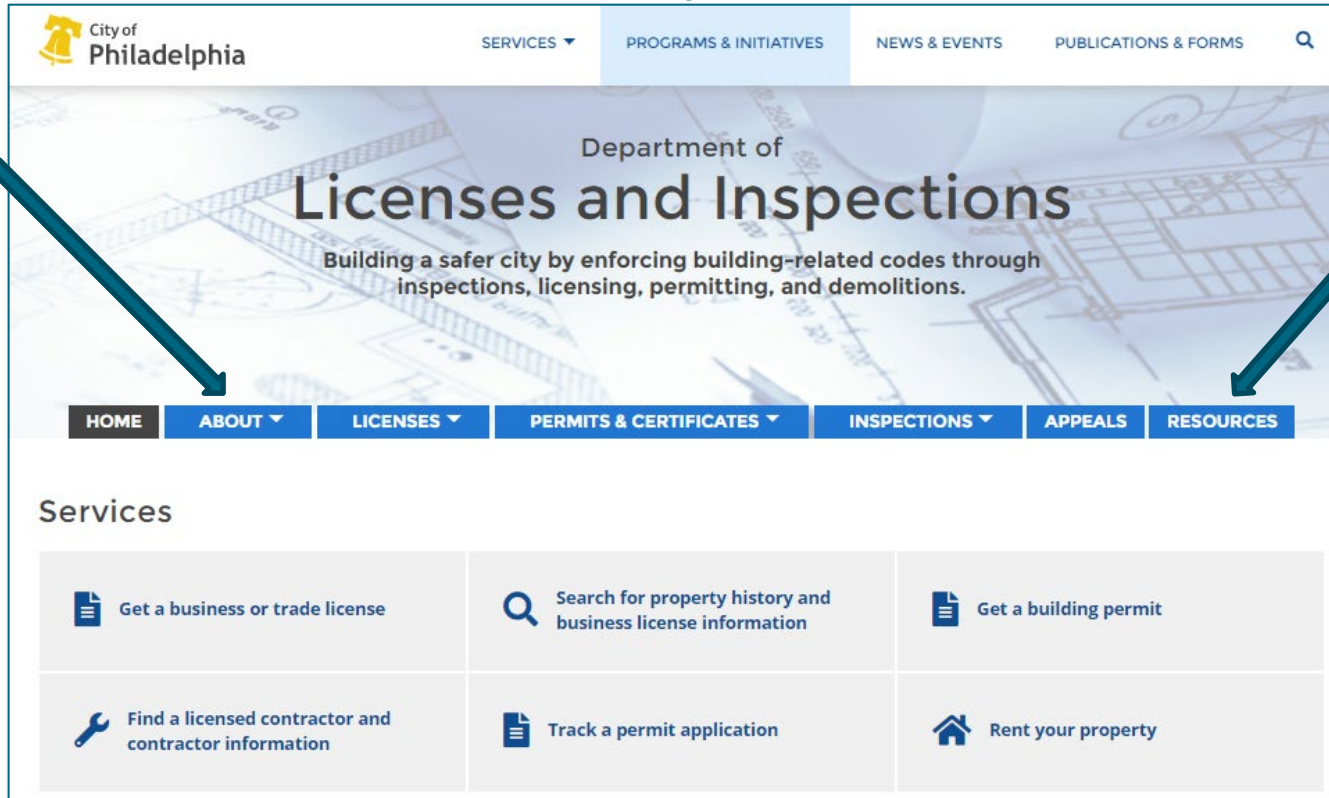 City of
Philadelphia
SERVICES PROGRAMS & INITIATIVES NEWS & EVENTS PUBLICATIONS & FORMS
Department of
Licenses and Inspections
Building a safer city by enforcing building-related codes through
inspections, licensing, permitting, and demolitions.
HOME ABOUT LICENSES PERMITS & CERTIFICATES INSPECTIONS APPEALS RESOURCES
Services
Get a business or trade license
Search for property history and
business license information
Get a building permit
Find a licensed contractor and
contractor information
Track a permit application
Rent your property